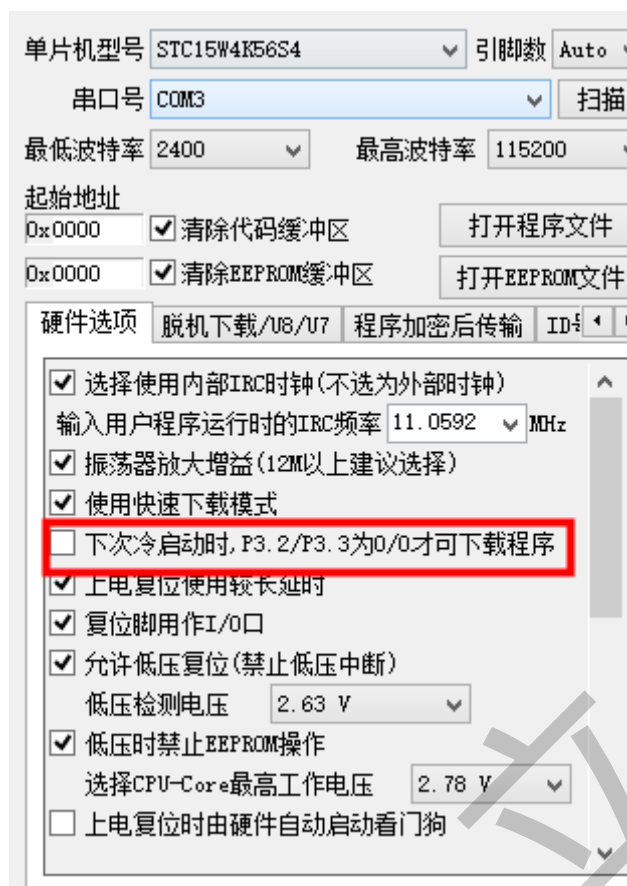 单片机型号 STC15W4K56S4 引脚数 Auto
串口号 COM3 扫描
最低波特率 2400 最高波特率 115200
起始地址
0x0000 清除代码缓冲区 打开程序文件
0x0000 清除EEPROM缓冲区 打开EEPROM文件
硬件选项 脱机下载/U8/U7 程序加密后传输
选择使用内部IRC时钟(不选为外部时钟)
输入用户程序运行时的IRC频率 11.0592 MHz
振荡器放大增益(12M以上建议选择)
使用快速下载模式
下次冷启动时,P3.2/P3.3为0/0才可下载程序
上电复位使用较长延时
复位脚用作I/O口
允许低压复位(禁止低压中断)
低压检测电压 2.63 V
低压时禁止EEPROM操作
选择CPU-Core最高工作电压 2.78 V
上电复位时由硬件自动启动看门狗